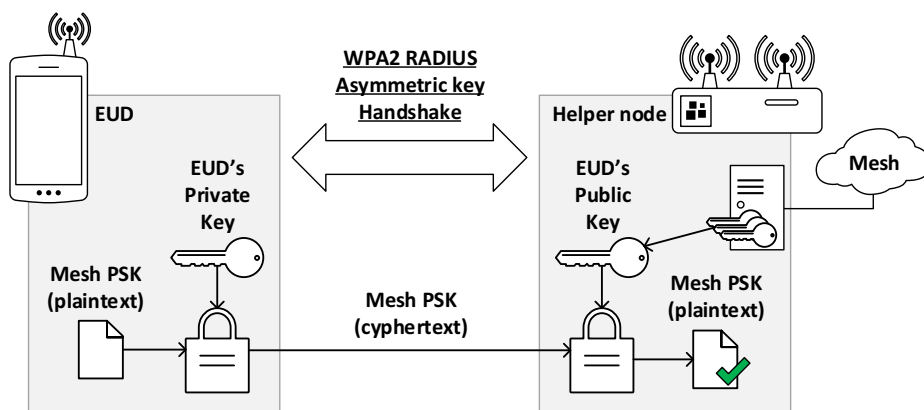 WPA2 RADIUS
Asymmetric key
Handshake
EUD
Helper node
Mesh
EUD's
Private
Key
EUD's
Public
Key
Mesh PSK
(plaintext)
Mesh PSK
(cyphertext)
Mesh PSK
(plaintext)